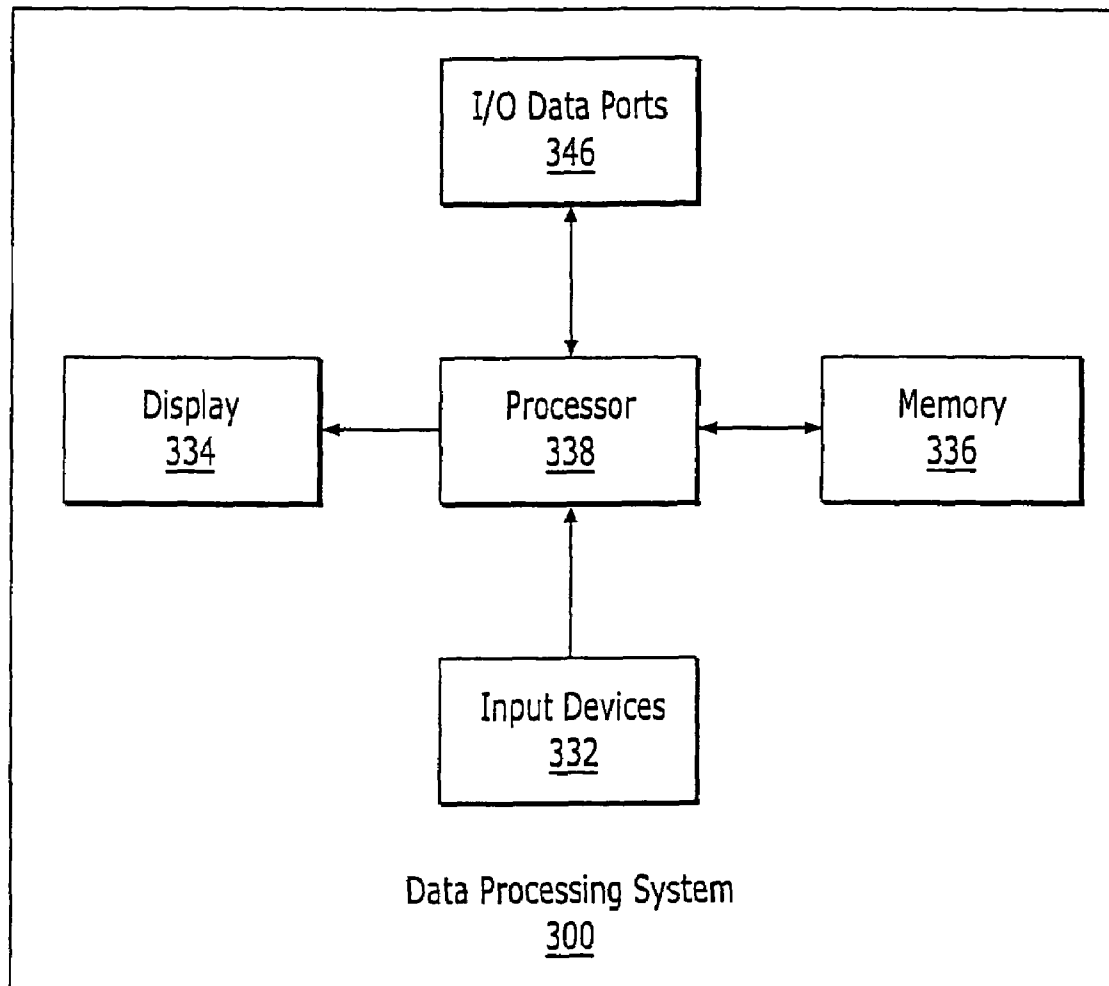 I/O Data Ports
346
Display
334
Processor
338
Memory
336
Input Devices
332
Data Processing System
300